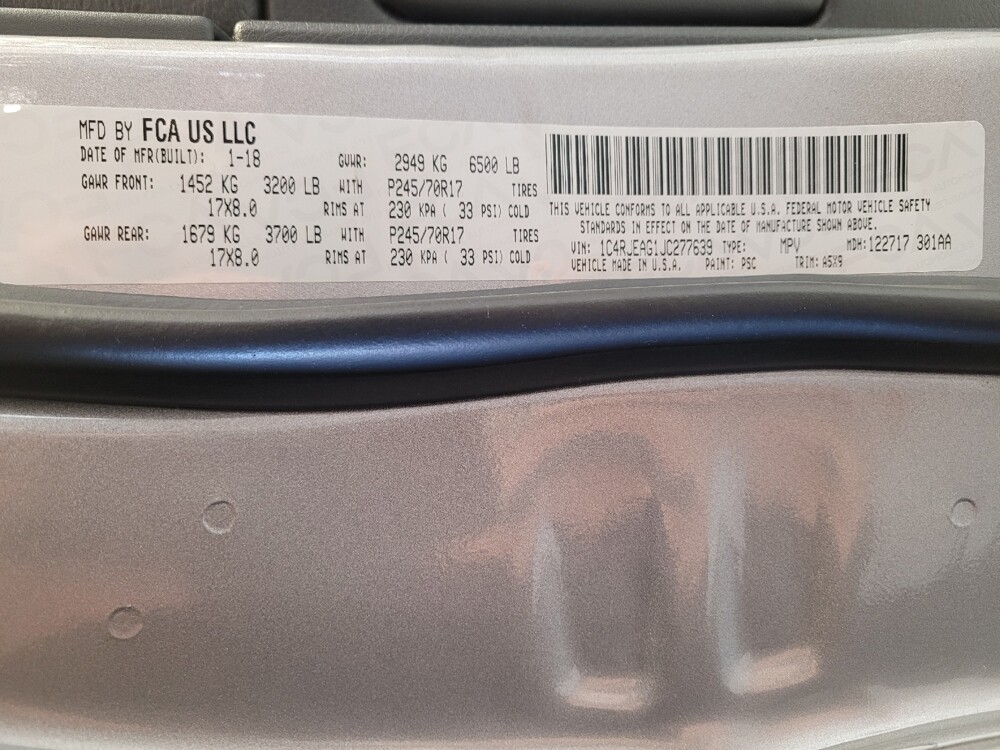 MFD BY FCA US LLC
DATE OF MFR(BUILT): 1-18 GVWR: 2949 KG 6500 LB
GAWR FRONT: 1452 KG 3200 LB WITH P245/70R17 TIRES
17X8.0 RIMS AT 230 KPA ( 33 PSI) COLD
GAWR REAR: 1679 KG 3700 LB WITH P245/70R17 TIRES
17X8.0 RIMS AT 230 KPA ( 33 PSI) COLD
THIS VEHICLE CONFORMS TO ALL APPLICABLE U.S.A. FEDERAL MOTOR VEHICLE SAFETY
STANDARDS IN EFFECT ON THE DATE OF MANUFACTURE SHOWN ABOVE.
VIN: 1C4RJEAG1JC277639 TYPE: MPV MDH:122717 301AA
VEHICLE MADE IN U.S.A. PAINT: PSC TRIM: A5X9